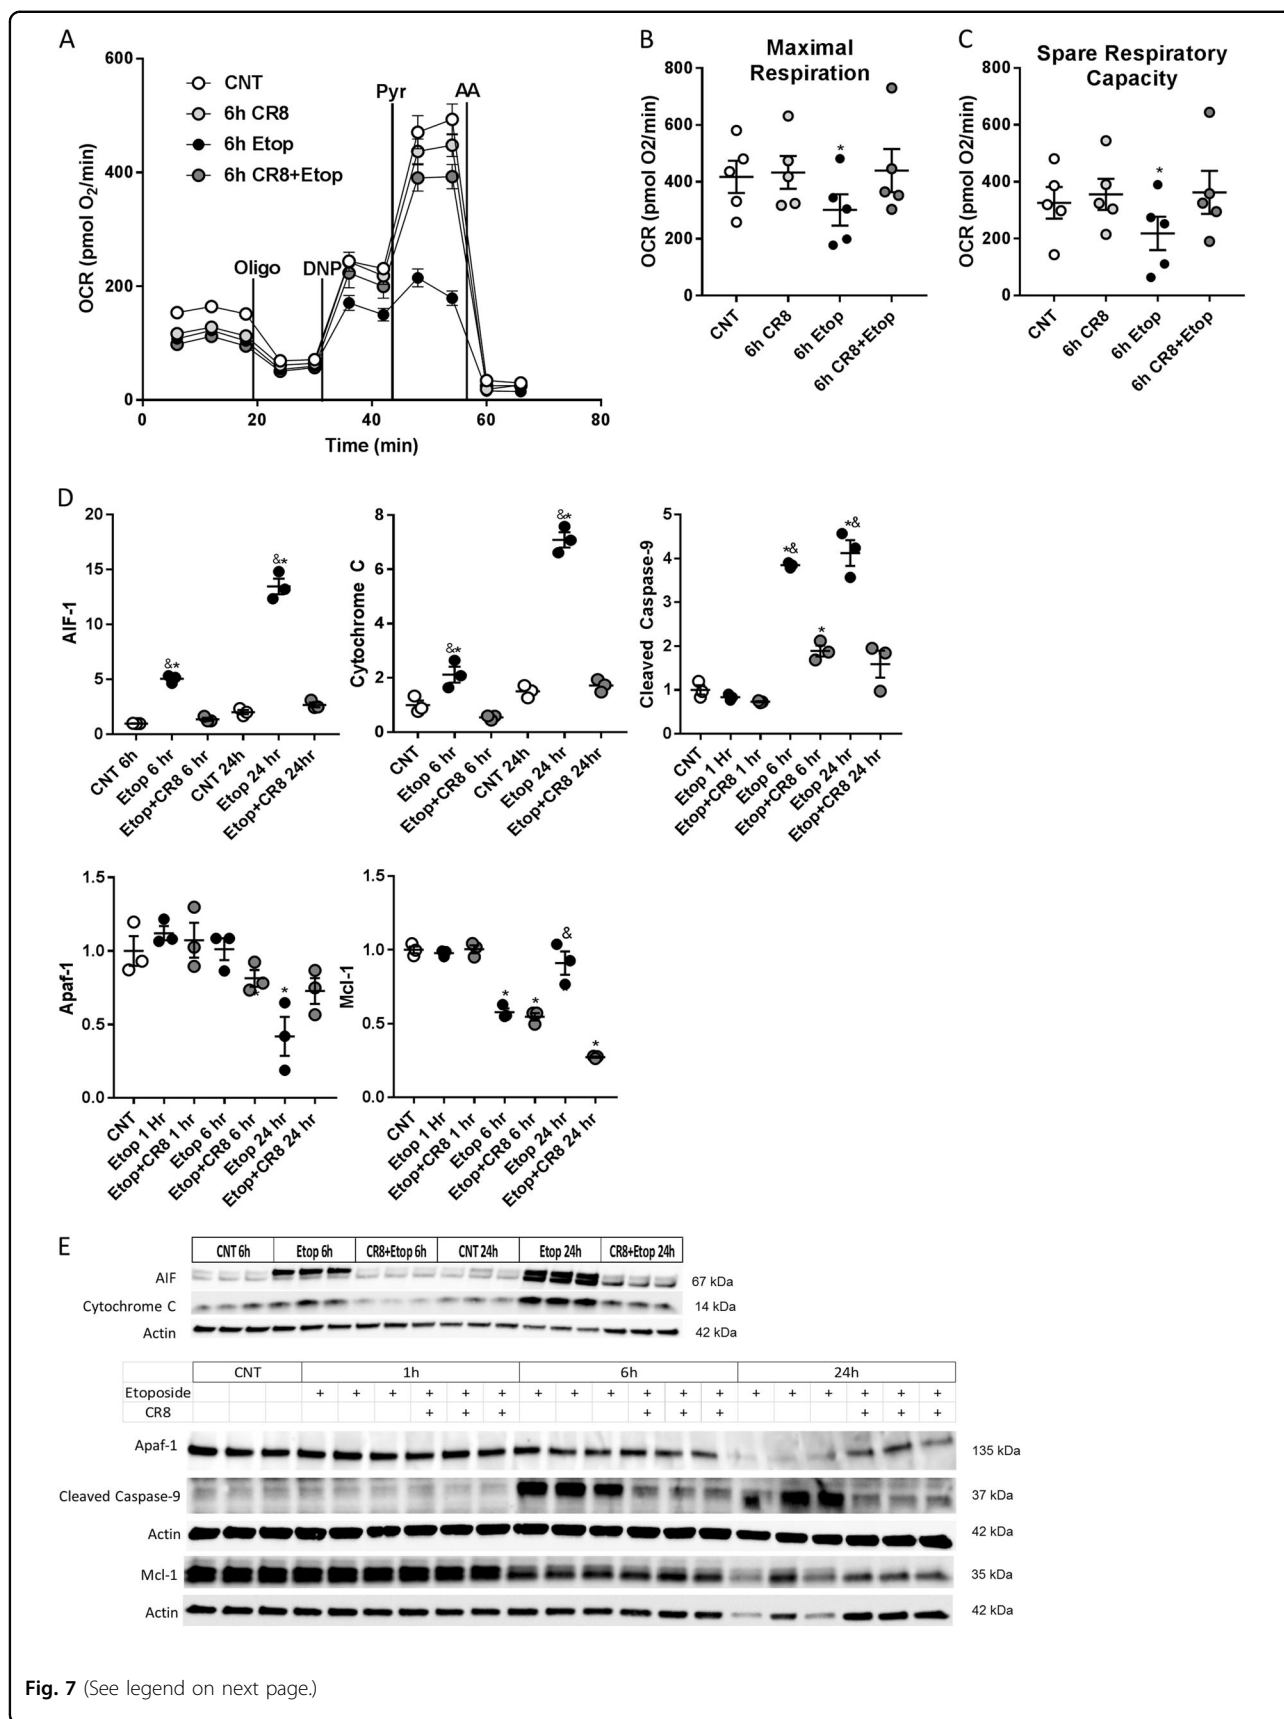 A
600
400
200
0
OCR (pmol O2/min)
CNT
6h CR8
6h Etop
6h CR8+Etop
Oligo
DNP
Pyr
AA
0 20 40 60 80
Time (min)
B
Maximal
Respiration
800
600
400
200
0
OCR (pmol O2/min)
*
CNT
6h CR8
6h Etop
6h CR8+Etop
C
Spare Respiratory
Capacity
800
600
400
200
0
OCR (pmol O2/min)
*
CNT
6h CR8
6h Etop
6h CR8+Etop
D
20
15
10
5
0
AIF-1
&*
&*
CNT 6h
Etop 6 hr
Etop+CR8 6 hr
CNT 24h
Etop 24 hr
Etop+CR8 24hr
8
6
4
2
0
Cytochrome C
&*
&*
CNT
Etop 6 hr
Etop+CR8 6 hr
CNT 24h
Etop 24 hr
Etop+CR8 24hr
5
4
3
2
1
0
Cleaved Caspase-9
*&
*
*&
CNT
Etop 1 Hr
Etop+CR8 1 hr
Etop 6 hr
Etop+CR8 6 hr
Etop 24 hr
Etop+CR8 24 hr
1.5
1.0
0.5
0.0
Apaf-1
*
*
CNT
Etop 1 Hr
Etop+CR8 1 hr
Etop 6 hr
Etop+CR8 6 hr
Etop 24 hr
Etop+CR8 24 hr
1.5
1.0
0.5
0.0
Mcl-1
*
*
&
*
CNT
Etop 1 Hr
Etop+CR8 1 hr
Etop 6 hr
Etop+CR8 6 hr
Etop 24 hr
Etop+CR8 24 hr
E
CNT 6h Etop 6h CR8+Etop 6h CNT 24h Etop 24h CR8+Etop 24h
AIF 67 kDa
Cytochrome C 14 kDa
Actin 42 kDa
CNT 1h 6h 24h
Etoposide + + + + + + + + + + + + + + + + + +
CR8 + + + + + + + + +
Apaf-1 135 kDa
Cleaved Caspase-9 37 kDa
Actin 42 kDa
Mcl-1 35 kDa
Actin 42 kDa
Fig. 7 (See legend on next page.)